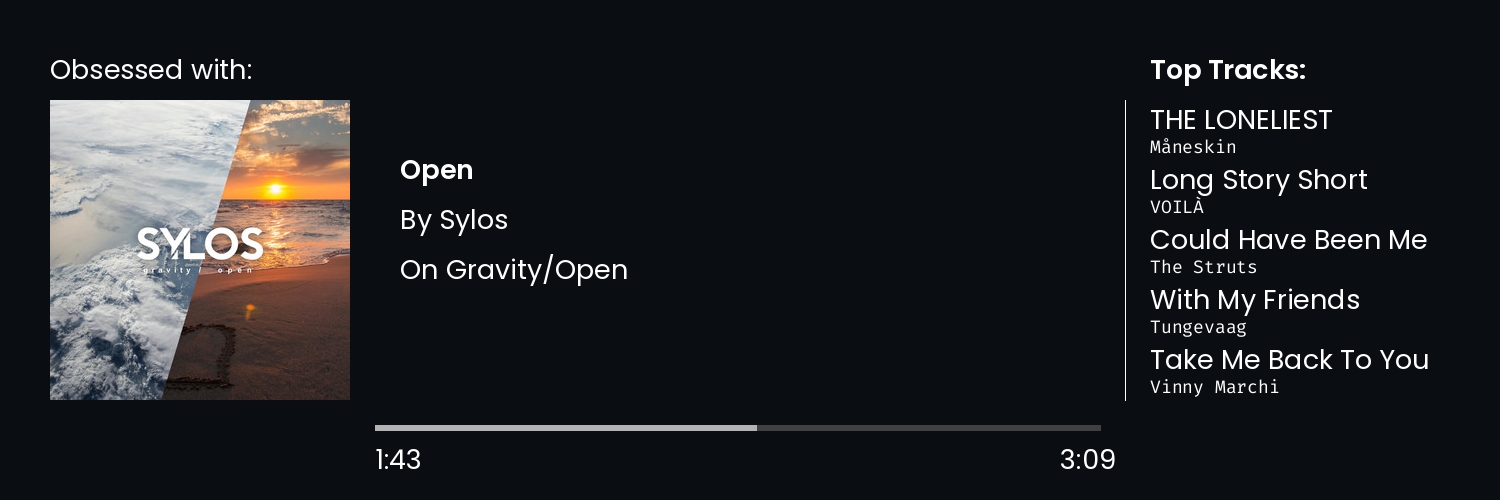 Obsessed with:
SYLOS
gravity / open
Open
By Sylos
On Gravity/Open
1:43
3:09
Top Tracks:
THE LONELIEST
Måneskin
Long Story Short
VOILÀ
Could Have Been Me
The Struts
With My Friends
Tungevaag
Take Me Back To You
Vinny Marchi